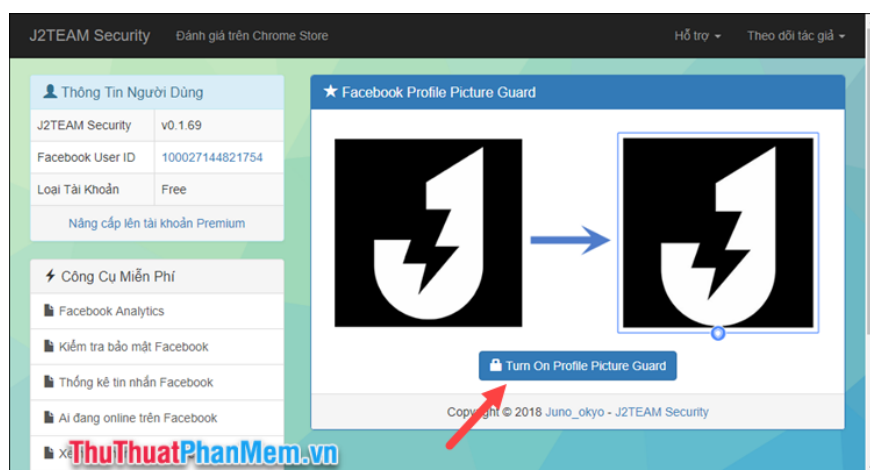 J2TEAM Security Đánh giá trên Chrome Store Hỗ trợ Theo dõi tác giả
Thông Tin Người Dùng
J2TEAM Security v0.1.69
Facebook User ID 100027144821754
Loại Tài Khoản Free
Nâng cấp lên tài khoản Premium
Công Cụ Miễn Phí
Facebook Analytics
Kiểm tra bảo mật Facebook
Thống kê tin nhắn Facebook
Ai đang online trên Facebook
Facebook Profile Picture Guard
Turn On Profile Picture Guard
Copyright © 2018 Juno_okyo - J2TEAM Security
ThuThuatPhanMem.vn